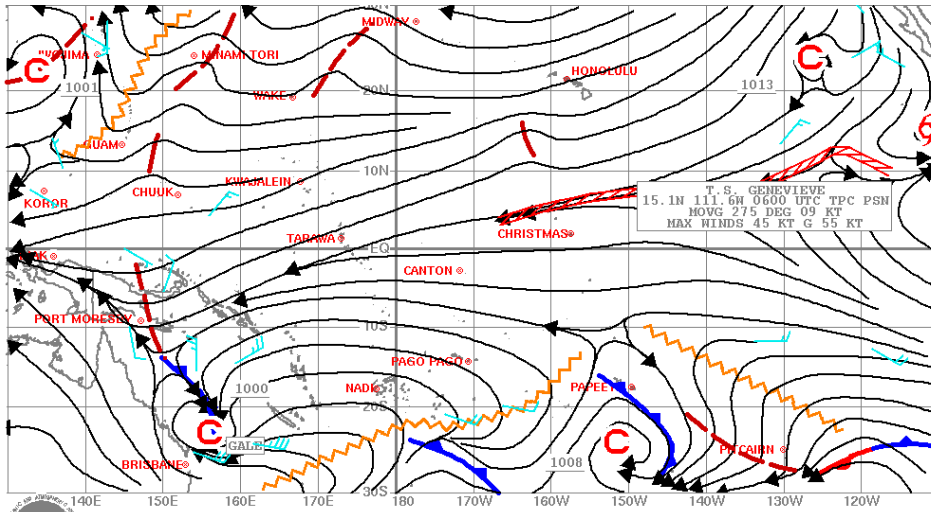 MIDWAY
MINAMI TORI
HONOLULU
1001
20N
1013
WAKE
GUAM
10N
KWAJALEIN
CHUUK
KOROR
T.S. GENEVIEVE
15.1N 111.6W 0600 UTC TPC PSN
MOVG 275 DEG 09 KT
MAX WINDS 45 KT G 55 KT
CHRISTMAS
TARAWA
EQ
CANTON
PORT MORESBY
10S
PAGO PAGO
1000
NADI
20S
C
GALE
C
PITCAIRN
1008
BRISBANE
30S
140E
150E
160E
170E
180
170W
160W
150W
140W
130W
120W
C
C